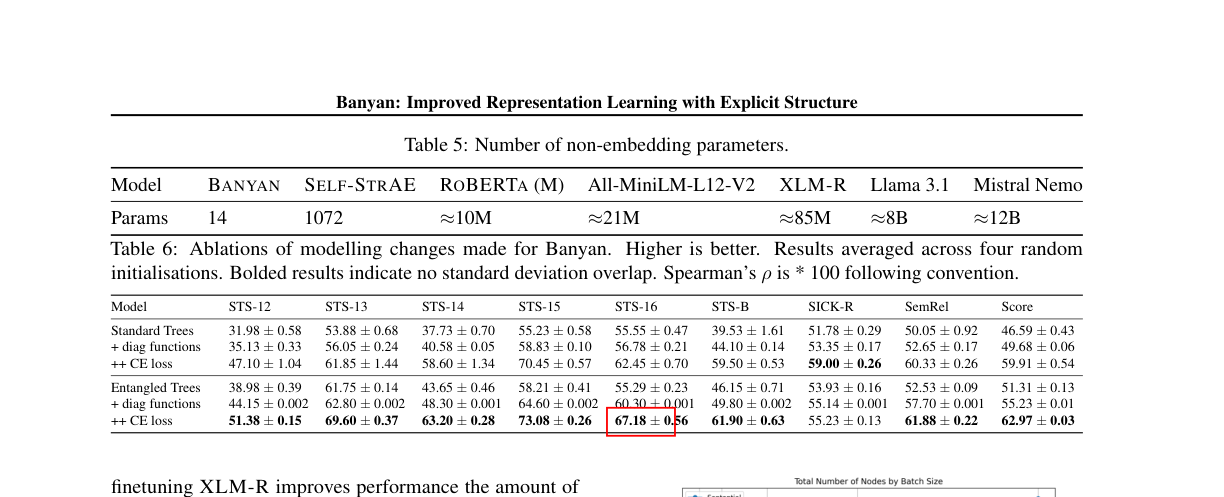 Banyan: Improved Representation Learning with Explicit Structure
Table 5: Number of non-embedding parameters.
Model BANYAN SELF-STRAE ROBERTA (M) All-MiniLM-L12-V2 XLM-R Llama 3.1 Mistral Nemo
Params 14 1072 ≈10M ≈21M ≈85M ≈8B ≈12B
Table 6: Ablations of modelling changes made for Banyan. Higher is better. Results averaged across four random
initialisations. Bolded results indicate no standard deviation overlap. Spearman's ρ is * 100 following convention.
Model STS-12 STS-13 STS-14 STS-15 STS-16 STS-B SICK-R SemRel Score
Standard Trees 31.98 ± 0.58 53.88 ± 0.68 37.73 ± 0.70 55.23 ± 0.58 55.55 ± 0.47 39.53 ± 1.61 51.78 ± 0.29 50.05 ± 0.92 46.59 ± 0.43
+ diag functions 35.13 ± 0.33 56.05 ± 0.24 40.58 ± 0.05 58.83 ± 0.10 56.78 ± 0.21 44.10 ± 0.14 53.35 ± 0.17 52.65 ± 0.17 49.68 ± 0.06
++ CE loss 47.10 ± 1.04 61.85 ± 1.44 58.60 ± 1.34 70.45 ± 0.57 62.45 ± 0.70 59.50 ± 0.53 59.00 ± 0.26 60.33 ± 0.26 59.91 ± 0.54
Entangled Trees 38.98 ± 0.39 61.75 ± 0.14 43.65 ± 0.46 58.21 ± 0.41 55.29 ± 0.23 46.15 ± 0.71 53.93 ± 0.16 52.53 ± 0.09 51.31 ± 0.13
+ diag functions 44.15 ± 0.002 62.80 ± 0.002 48.30 ± 0.001 64.60 ± 0.002 60.30 ± 0.001 49.80 ± 0.002 55.14 ± 0.001 57.70 ± 0.001 55.23 ± 0.01
++ CE loss 51.38 ± 0.15 69.60 ± 0.37 63.20 ± 0.28 73.08 ± 0.26 67.18 ± 0.56 61.90 ± 0.63 55.23 ± 0.13 61.88 ± 0.22 62.97 ± 0.03
finetuning XLM-R improves performance the amount of
Total Number of Nodes by Batch Size